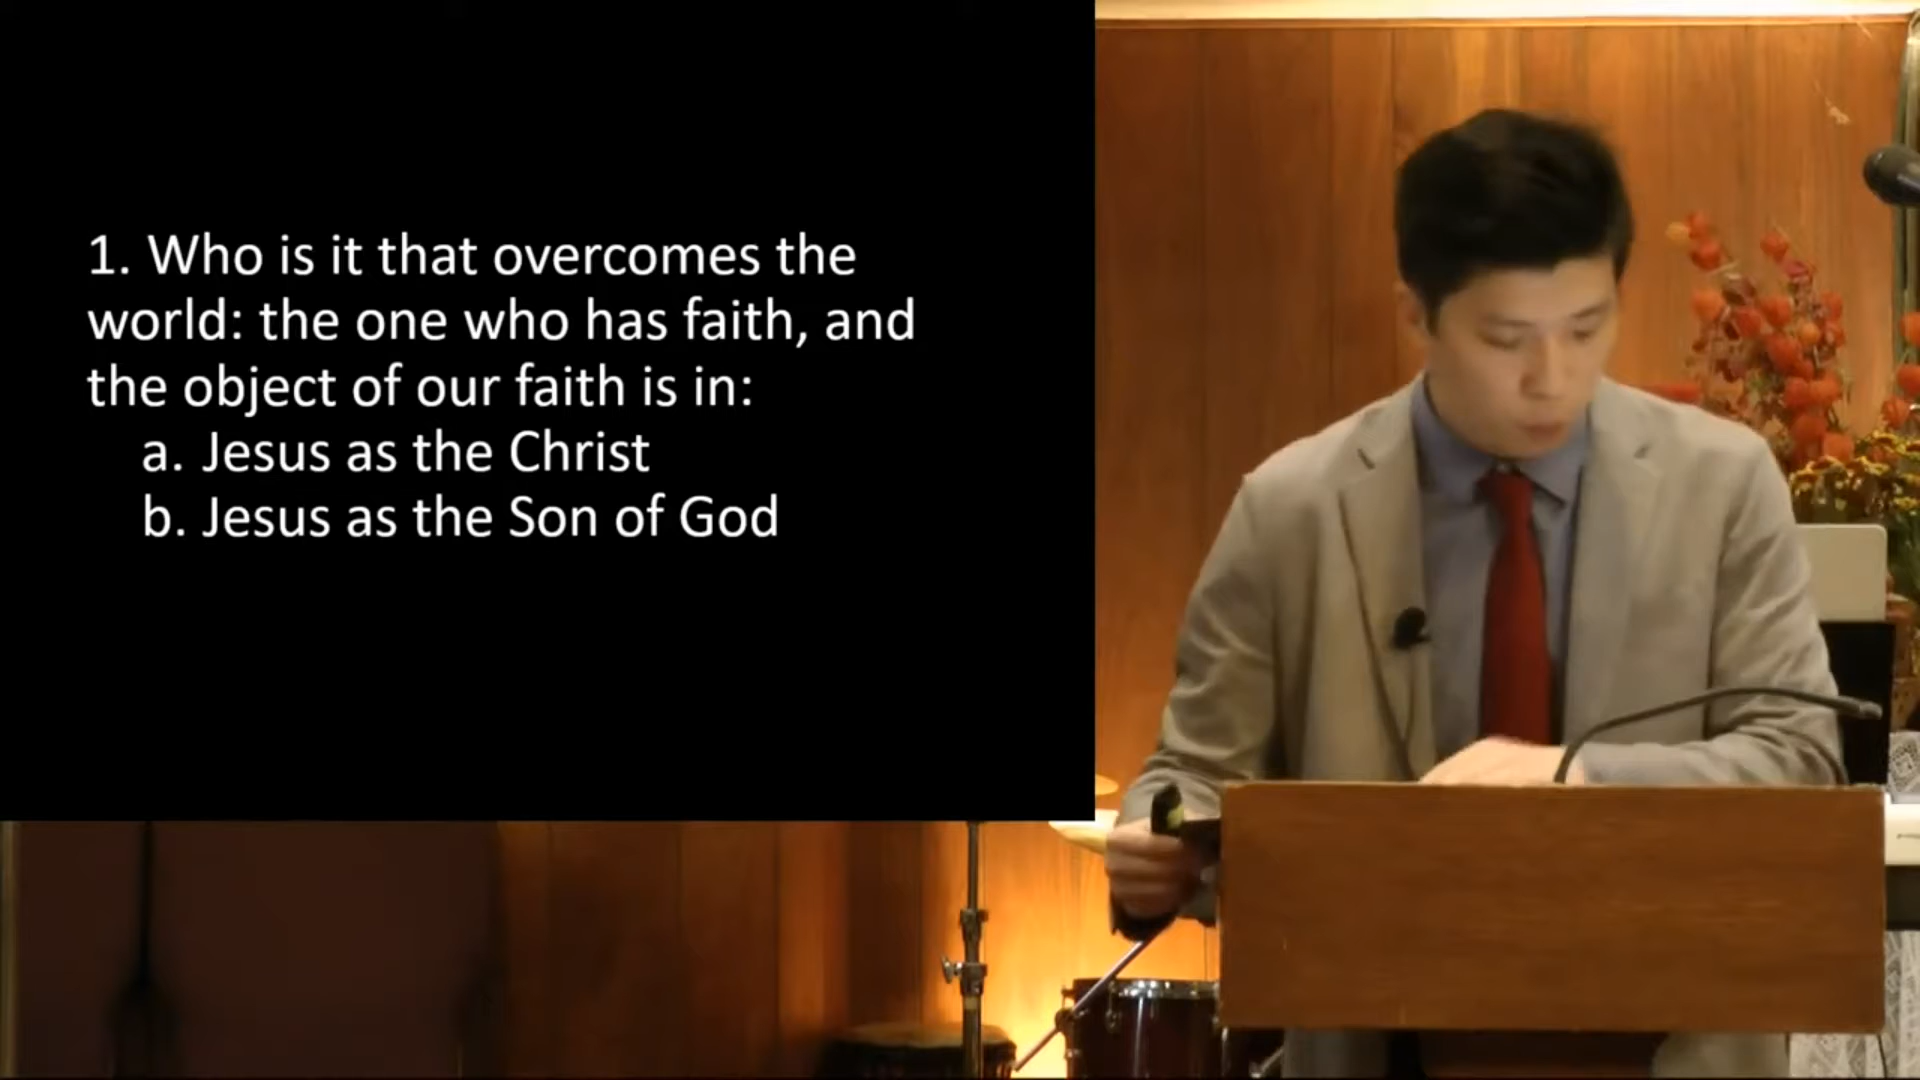 1. Who is it that overcomes the
world: the one who has faith, and
the object of our faith is in:
a. Jesus as the Christ
b. Jesus as the Son of God